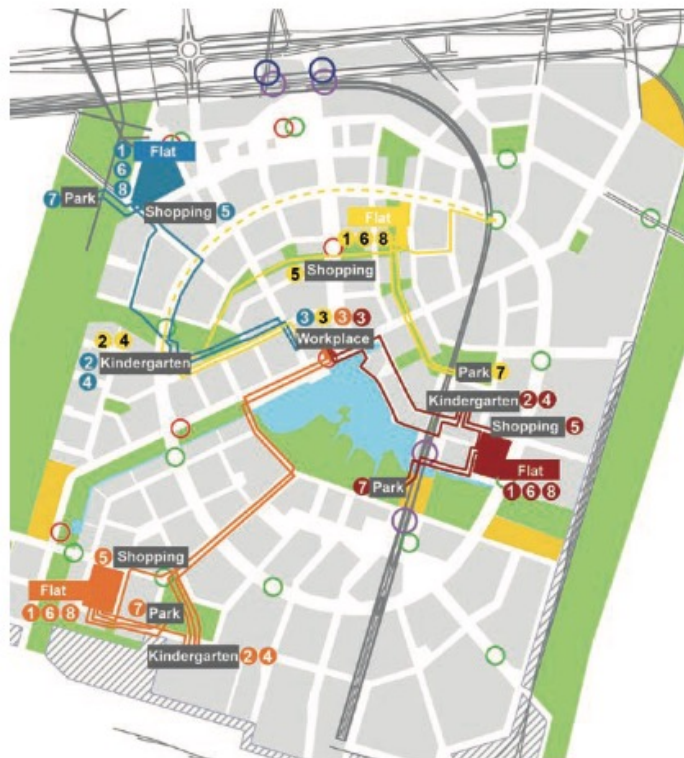 1 Flat
6
8
7 Park
Shopping 5
Flat
1 6 8
5 Shopping
3 3 3 3
Workplace
2 4
2 Kindergarten
4
Park 7
Kindergarten 2 4
Shopping 5
Flat
7 Park
1 6 8
5 Shopping
Flat
1 6 8
7 Park
Kindergarten 2 4